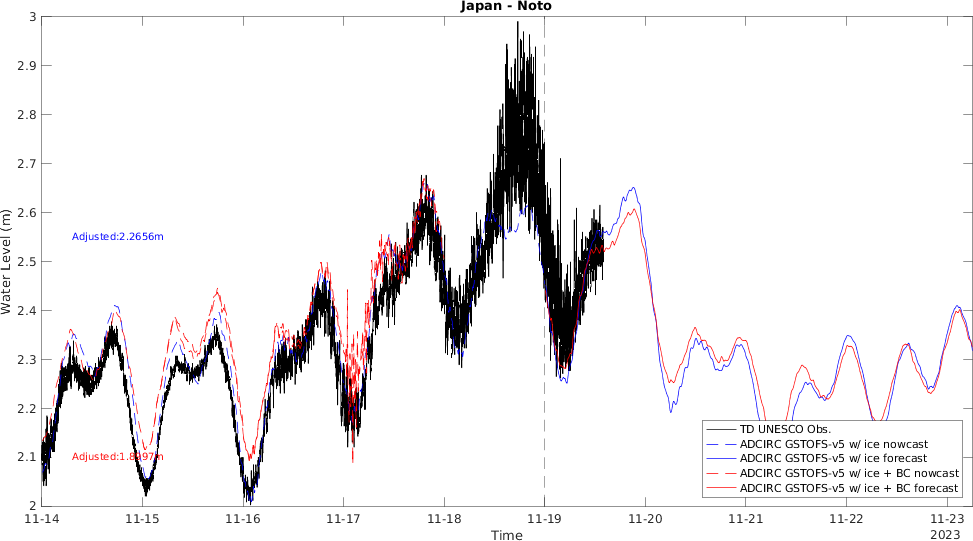 Japan - Noto
3
2.9
2.8
2.7
2.6
2.5
2.4
2.3
2.2
2.1
2
Water Level (m)
Adjusted:2.2656m
TD UNESCO Obs.
ADCIRC GSTOFS-v5 w/ ice nowcast
ADCIRC GSTOFS-v5 w/ ice forecast
ADCIRC GSTOFS-v5 w/ ice + BC nowcast
ADCIRC GSTOFS-v5 w/ ice + BC forecast
11-14 11-15 11-16 11-17 11-18 11-19 11-20 11-21 11-22 11-23
2023
Time